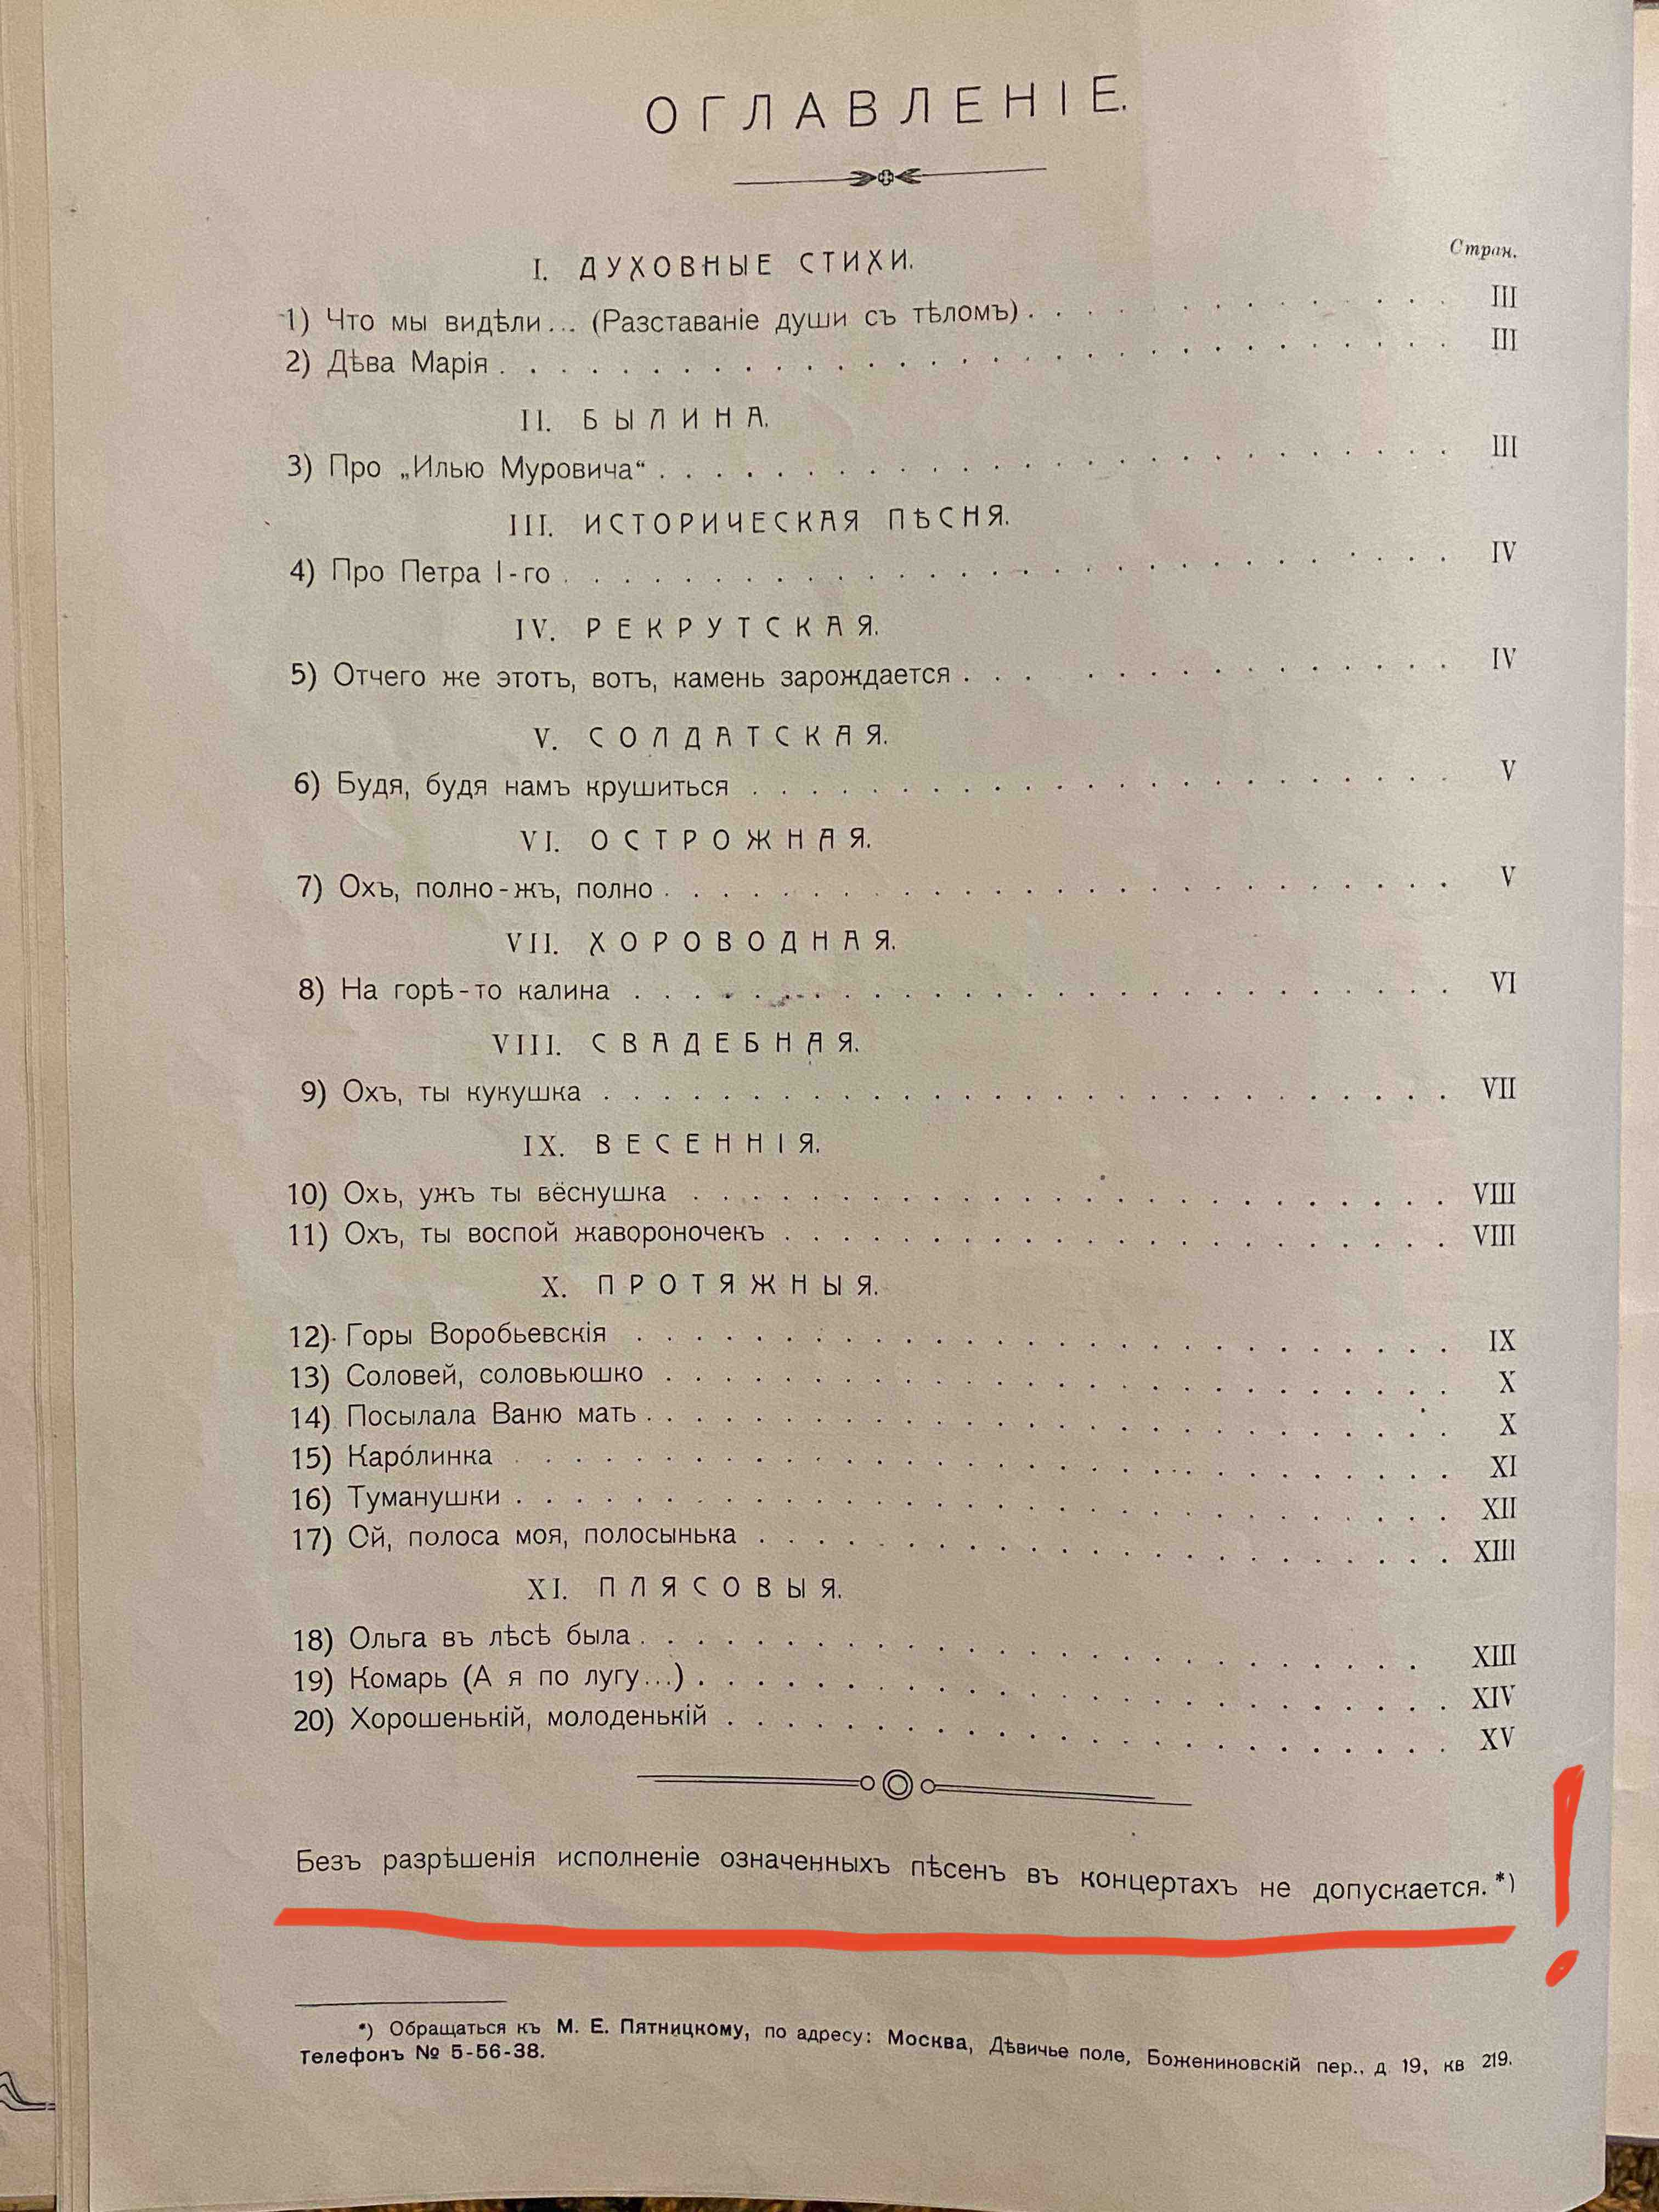 ОГЛАВЛЕНІЕ.
Стран.
I. ДУХОВНЫЕ СТИХИ.
1) Что мы видѣли... (Разставаніе души съ тѣломъ) . . . . . . . . . . . . . . III
2) Дѣва Марія . . . . . . . . . . . . . . . . . . . . . . . . . . . . . . . . III
II. БЫЛИНА.
3) Про „Илью Муровича“ . . . . . . . . . . . . . . . . . . . . . . . . . . . III
III. ИСТОРИЧЕСКАЯ ПѢСНЯ.
4) Про Петра I-го . . . . . . . . . . . . . . . . . . . . . . . . . . . . . . IV
IV. РЕКРУТСКАЯ.
5) Отчего же этотъ, вотъ, камень зарождается . . . . . . . . . . . . . . . . IV
V. СОЛДАТСКАЯ.
6) Будя, будя намъ крушиться . . . . . . . . . . . . . . . . . . . . . . . . V
VI. ОСТРОЖНАЯ.
7) Охъ, полно-жъ, полно . . . . . . . . . . . . . . . . . . . . . . . . . . . V
VII. ХОРОВОДНАЯ.
8) На горѣ-то калина . . . . . . . . . . . . . . . . . . . . . . . . . . . . VI
VIII. СВАДЕБНАЯ.
9) Охъ, ты кукушка . . . . . . . . . . . . . . . . . . . . . . . . . . . . . VII
IX. ВЕСЕННІЯ.
10) Охъ, ужъ ты вёснушка . . . . . . . . . . . . . . . . . . . . . . . . . . VIII
11) Охъ, ты воспой жавороночекъ . . . . . . . . . . . . . . . . . . . . . . . VIII
X. ПРОТЯЖНЫЯ.
12) Горы Воробьевскія . . . . . . . . . . . . . . . . . . . . . . . . . . . . IX
13) Соловей, соловьюшко . . . . . . . . . . . . . . . . . . . . . . . . . . . X
14) Посылала Ваню мать . . . . . . . . . . . . . . . . . . . . . . . . . . . X
15) Каро́линка . . . . . . . . . . . . . . . . . . . . . . . . . . . . . . . . XI
16) Туманушки . . . . . . . . . . . . . . . . . . . . . . . . . . . . . . . . XII
17) Ой, полоса моя, полосынька . . . . . . . . . . . . . . . . . . . . . . . XIII
XI. ПЛЯСОВЫЯ.
18) Ольга въ лѣсѣ была . . . . . . . . . . . . . . . . . . . . . . . . . . . XIII
19) Комарь (А я по лугу...) . . . . . . . . . . . . . . . . . . . . . . . . . XIV
20) Хорошенькій, молоденькій . . . . . . . . . . . . . . . . . . . . . . . . XV
Безъ разрѣшенія исполненіе означенныхъ пѣсенъ въ концертахъ не допускается.*)
!
*) Обращаться къ М. Е. Пятницкому, по адресу: Москва, Дѣвичье поле, Божениновскій пер., д 19, кв 219.
Телефонъ № 5-56-38.